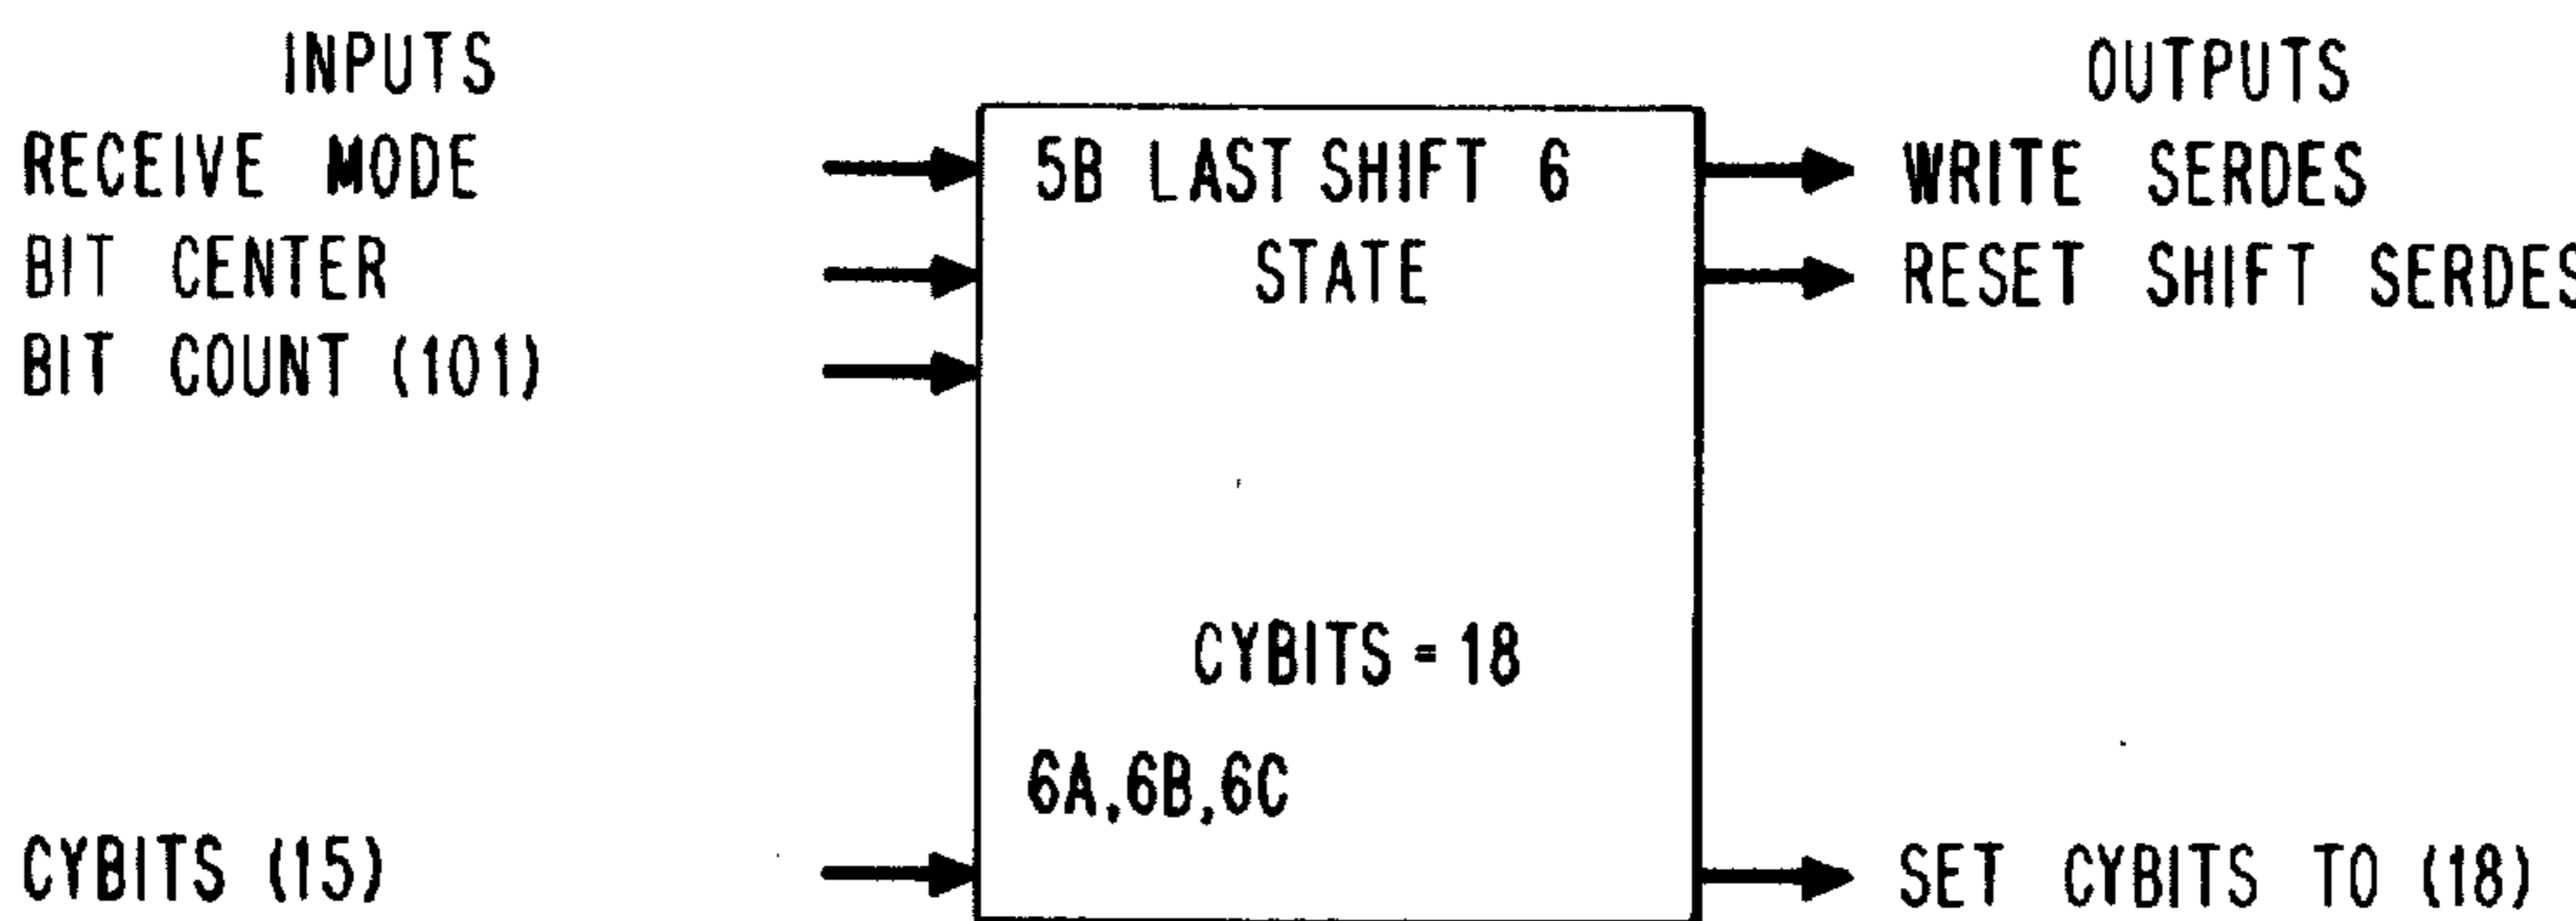 INPUTS
RECEIVE MODE
BIT CENTER
BIT COUNT (101)
CYBITS (15)
5B LAST SHIFT 6
STATE
CYBITS = 18
6A,6B,6C
OUTPUTS
WRITE SERDES
RESET SHIFT SERDES
SET CYBITS TO (18)